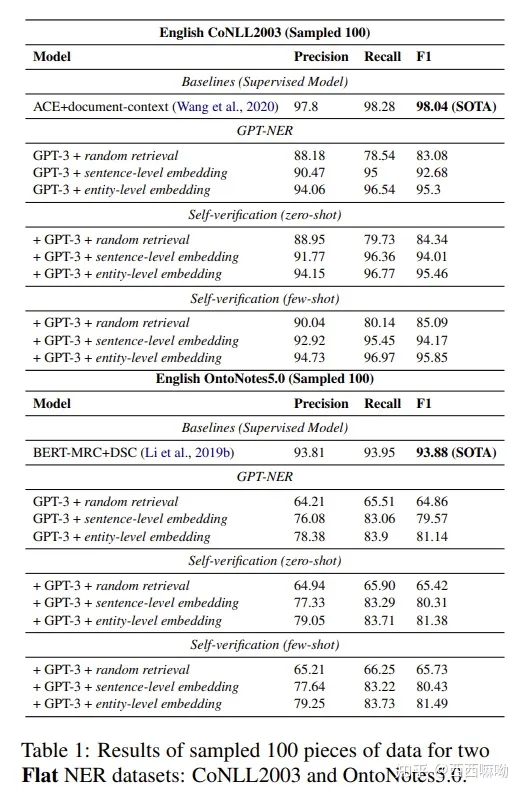 English CoNLL2003 (Sampled 100)
Model Precision Recall F1
Baselines (Supervised Model)
ACE+document-context (Wang et al., 2020) 97.8 98.28 98.04 (SOTA)
GPT-NER
GPT-3 + random retrieval 88.18 78.54 83.08
GPT-3 + sentence-level embedding 90.47 95 92.68
GPT-3 + entity-level embedding 94.06 96.54 95.3
Self-verification (zero-shot)
+ GPT-3 + random retrieval 88.95 79.73 84.34
+ GPT-3 + sentence-level embedding 91.77 96.36 94.01
+ GPT-3 + entity-level embedding 94.15 96.77 95.46
Self-verification (few-shot)
+ GPT-3 + random retrieval 90.04 80.14 85.09
+ GPT-3 + sentence-level embedding 92.92 95.45 94.17
+ GPT-3 + entity-level embedding 94.73 96.97 95.85
English OntoNotes5.0 (Sampled 100)
Model Precision Recall F1
Baselines (Supervised Model)
BERT-MRC+DSC (Li et al., 2019b) 93.81 93.95 93.88 (SOTA)
GPT-NER
GPT-3 + random retrieval 64.21 65.51 64.86
GPT-3 + sentence-level embedding 76.08 83.06 79.57
GPT-3 + entity-level embedding 78.38 83.9 81.14
Self-verification (zero-shot)
+ GPT-3 + random retrieval 64.94 65.90 65.42
+ GPT-3 + sentence-level embedding 77.33 83.29 80.31
+ GPT-3 + entity-level embedding 79.05 83.71 81.38
Self-verification (few-shot)
+ GPT-3 + random retrieval 65.21 66.25 65.73
+ GPT-3 + sentence-level embedding 77.64 83.22 80.43
+ GPT-3 + entity-level embedding 79.25 83.73 81.49
Table 1: Results of sampled 100 pieces of data for two
Flat NER datasets: CoNLL2003 and OntoNotes5.0.
知乎 @西西嘛呦